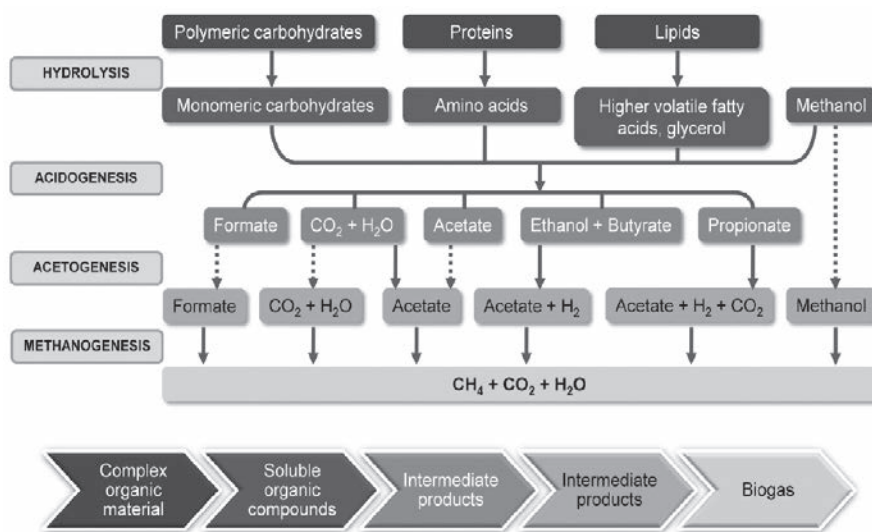 Polymeric carbohydrates
Proteins
Lipids
HYDROLYSIS
Monomeric carbohydrates
Amino acids
Higher volatile fatty
acids, glycerol
Methanol
ACIDOGENESIS
Formate
CO₂ + H₂O
Acetate
Ethanol + Butyrate
Propionate
ACETOGENESIS
Formate
CO₂ + H₂O
Acetate
Acetate + H₂
Acetate + H₂ + CO₂
Methanol
METHANOGENESIS
CH₄ + CO₂ + H₂O
Complex
organic
material
Soluble
organic
compounds
Intermediate
products
Intermediate
products
Biogas